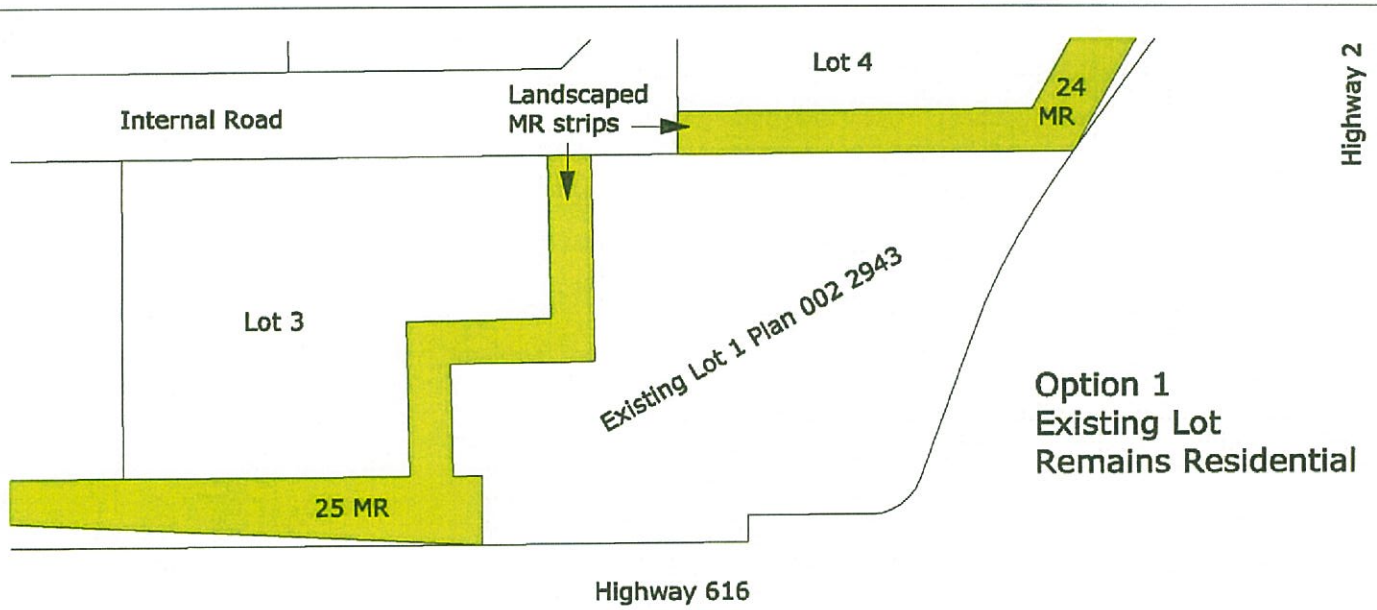 Lot 4
Highway 2
24
MR
Landscaped
MR strips
Internal Road
Lot 3
Existing Lot 1 Plan 002 2943
Option 1
Existing Lot
Remains Residential
25 MR
Highway 616